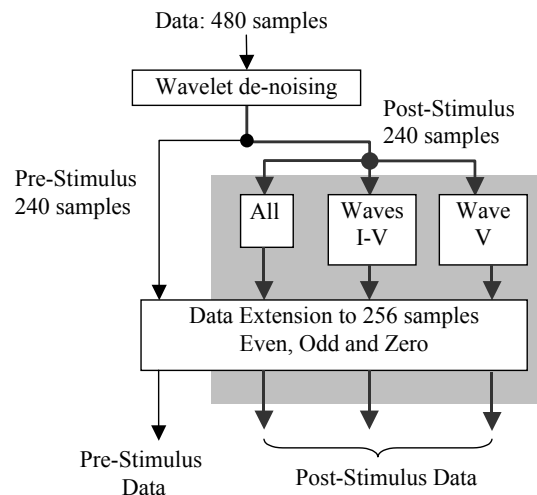 Data: 480 samples
Wavelet de-noising
Post-Stimulus
240 samples
Pre-Stimulus
240 samples
All
Waves
I-V
Wave
V
Data Extension to 256 samples
Even, Odd and Zero
Pre-Stimulus
Data
Post-Stimulus Data